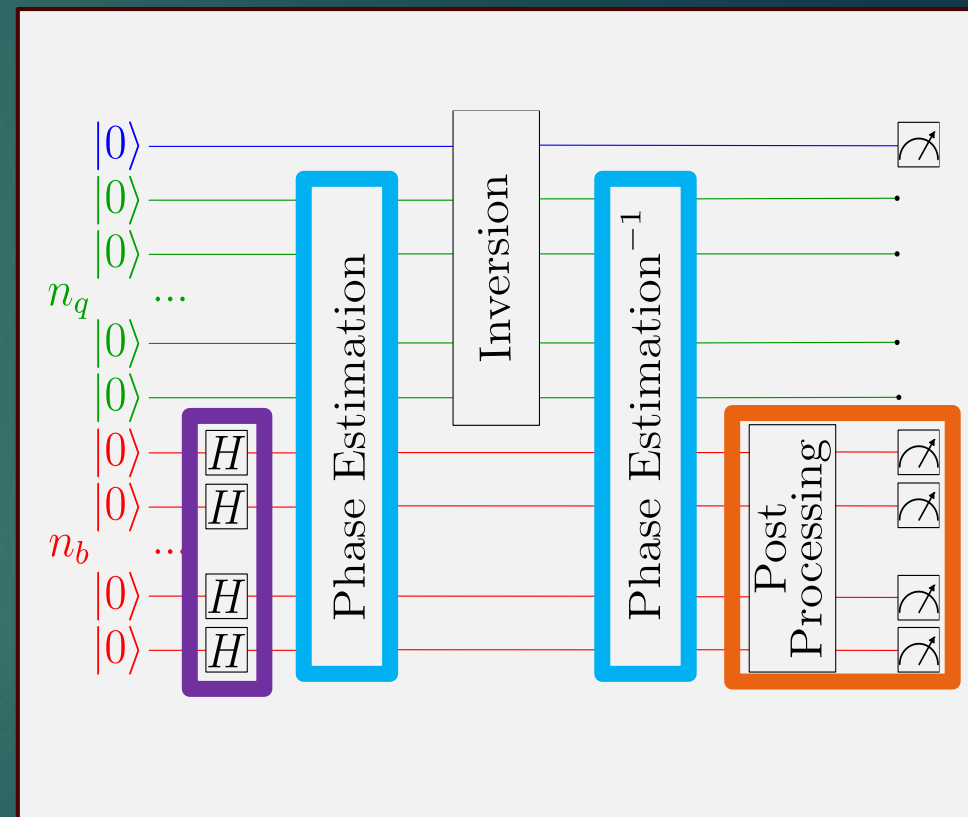 |0⟩
|0⟩
|0⟩
n_q ...
|0⟩
|0⟩
|0⟩ H
|0⟩ H
n_b ...
|0⟩ H
|0⟩ H
Phase Estimation
Inversion
Phase Estimation⁻¹
Post
Processing